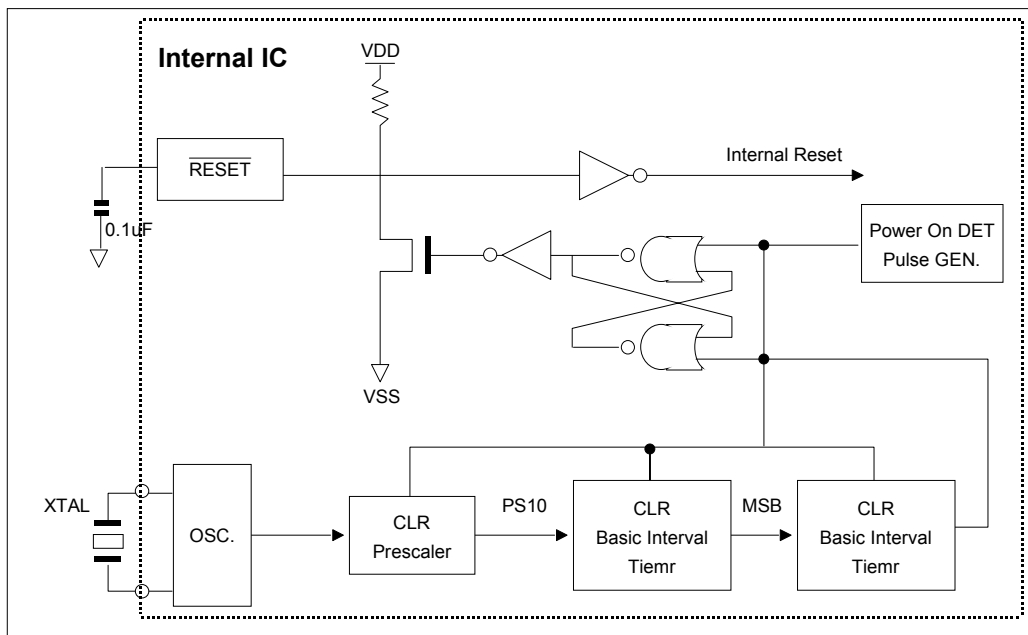 Internal IC
VDD
RESET
Internal Reset
0.1uF
Power On DET
Pulse GEN.
VSS
XTAL
OSC.
CLR
Prescaler
PS10
CLR
Basic Interval
Tiemr
MSB
CLR
Basic Interval
Tiemr